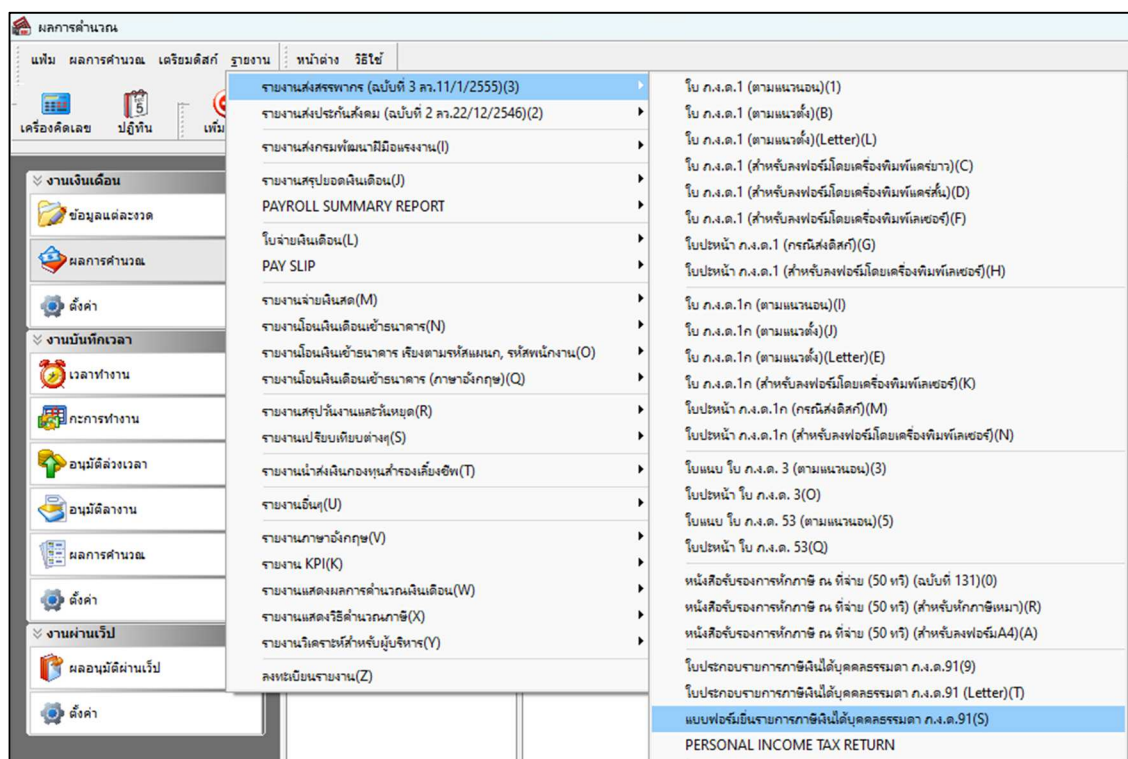 ผลการคำนวณ
แฟ้ม ผลการคำนวณ เตรียมดิสก์ รายงาน หน้าต่าง วิธีใช้
เครื่องคิดเลข ปฏิทิน
งานเงินเดือน
ข้อมูลแต่ละงวด
ผลการคำนวณ
ตั้งค่า
งานบันทึกเวลา
เวลาทำงาน
กะการทำงาน
อนุมัติล่วงเวลา
อนุมัติลางาน
ผลการคำนวณ
ตั้งค่า
งานผ่านเว็ป
ผลอนุมัติผ่านเว็ป
ตั้งค่า
รายงานส่งสรรพากร (ฉบับที่ 3 ลว.11/1/2555)(3)
รายงานส่งประกันสังคม (ฉบับที่ 2 ลว.22/12/2546)(2)
รายงานส่งกรมพัฒนาฝีมือแรงงาน(I)
รายงานสรุปยอดเงินเดือน(J)
PAYROLL SUMMARY REPORT
ใบจ่ายเงินเดือน(L)
PAY SLIP
รายงานจ่ายเงินสด(M)
รายงานโอนเงินเดือนเข้าธนาคาร(N)
รายงานโอนเงินเข้าธนาคาร เรียงตามรหัสแผนก, รหัสพนักงาน(O)
รายงานโอนเงินเดือนเข้าธนาคาร (ภาษาอังกฤษ)(Q)
รายงานสรุปวันงานและวันหยุด(R)
รายงานเปรียบเทียบต่างๆ(S)
รายงานนำส่งเงินกองทุนสำรองเลี้ยงชีพ(T)
รายงานอื่นๆ(U)
รายงานภาษาอังกฤษ(V)
รายงาน KPI(K)
รายงานแสดงผลการคำนวณเงินเดือน(W)
รายงานแสดงวิธีคำนวณภาษี(X)
รายงานวิเคราะห์สำหรับผู้บริหาร(Y)
ลงทะเบียนรายงาน(Z)
ใบ ภ.ง.ด.1 (ตามแนวนอน)(1)
ใบ ภ.ง.ด.1 (ตามแนวตั้ง)(B)
ใบ ภ.ง.ด.1 (ตามแนวตั้ง)(Letter)(L)
ใบ ภ.ง.ด.1 (สำหรับลงฟอร์มโดยเครื่องพิมพ์แคร่ยาว)(C)
ใบ ภ.ง.ด.1 (สำหรับลงฟอร์มโดยเครื่องพิมพ์แคร่สั้น)(D)
ใบ ภ.ง.ด.1 (สำหรับลงฟอร์มโดยเครื่องพิมพ์เลเซอร์)(F)
ใบปะหน้า ภ.ง.ด.1 (กรณีส่งดิสก์)(G)
ใบปะหน้า ภ.ง.ด.1 (สำหรับลงฟอร์มโดยเครื่องพิมพ์เลเซอร์)(H)
ใบ ภ.ง.ด.1ก (ตามแนวนอน)(I)
ใบ ภ.ง.ด.1ก (ตามแนวตั้ง)(J)
ใบ ภ.ง.ด.1ก (ตามแนวตั้ง)(Letter)(E)
ใบ ภ.ง.ด.1ก (สำหรับลงฟอร์มโดยเครื่องพิมพ์เลเซอร์)(K)
ใบปะหน้า ภ.ง.ด.1ก (กรณีส่งดิสก์)(M)
ใบปะหน้า ภ.ง.ด.1ก (สำหรับลงฟอร์มโดยเครื่องพิมพ์เลเซอร์)(N)
ใบแนบ ใบ ภ.ง.ด. 3 (ตามแนวนอน)(3)
ใบปะหน้า ใบ ภ.ง.ด. 3(O)
ใบแนบ ใบ ภ.ง.ด. 53 (ตามแนวนอน)(5)
ใบปะหน้า ใบ ภ.ง.ด. 53(Q)
หนังสือรับรองการหักภาษี ณ ที่จ่าย (50 ทวิ) (ฉบับที่ 131)(0)
หนังสือรับรองการหักภาษี ณ ที่จ่าย (50 ทวิ) (สำหรับหักภาษีเหมา)(R)
หนังสือรับรองการหักภาษี ณ ที่จ่าย (50 ทวิ) (สำหรับลงฟอร์มA4)(A)
ใบประกอบรายการภาษีเงินได้บุคคลธรรมดา ภ.ง.ด.91(9)
ใบประกอบรายการภาษีเงินได้บุคคลธรรมดา ภ.ง.ด.91 (Letter)(T)
แบบฟอร์มยื่นรายการภาษีเงินได้บุคคลธรรมดา ภ.ง.ด.91(S)
PERSONAL INCOME TAX RETURN